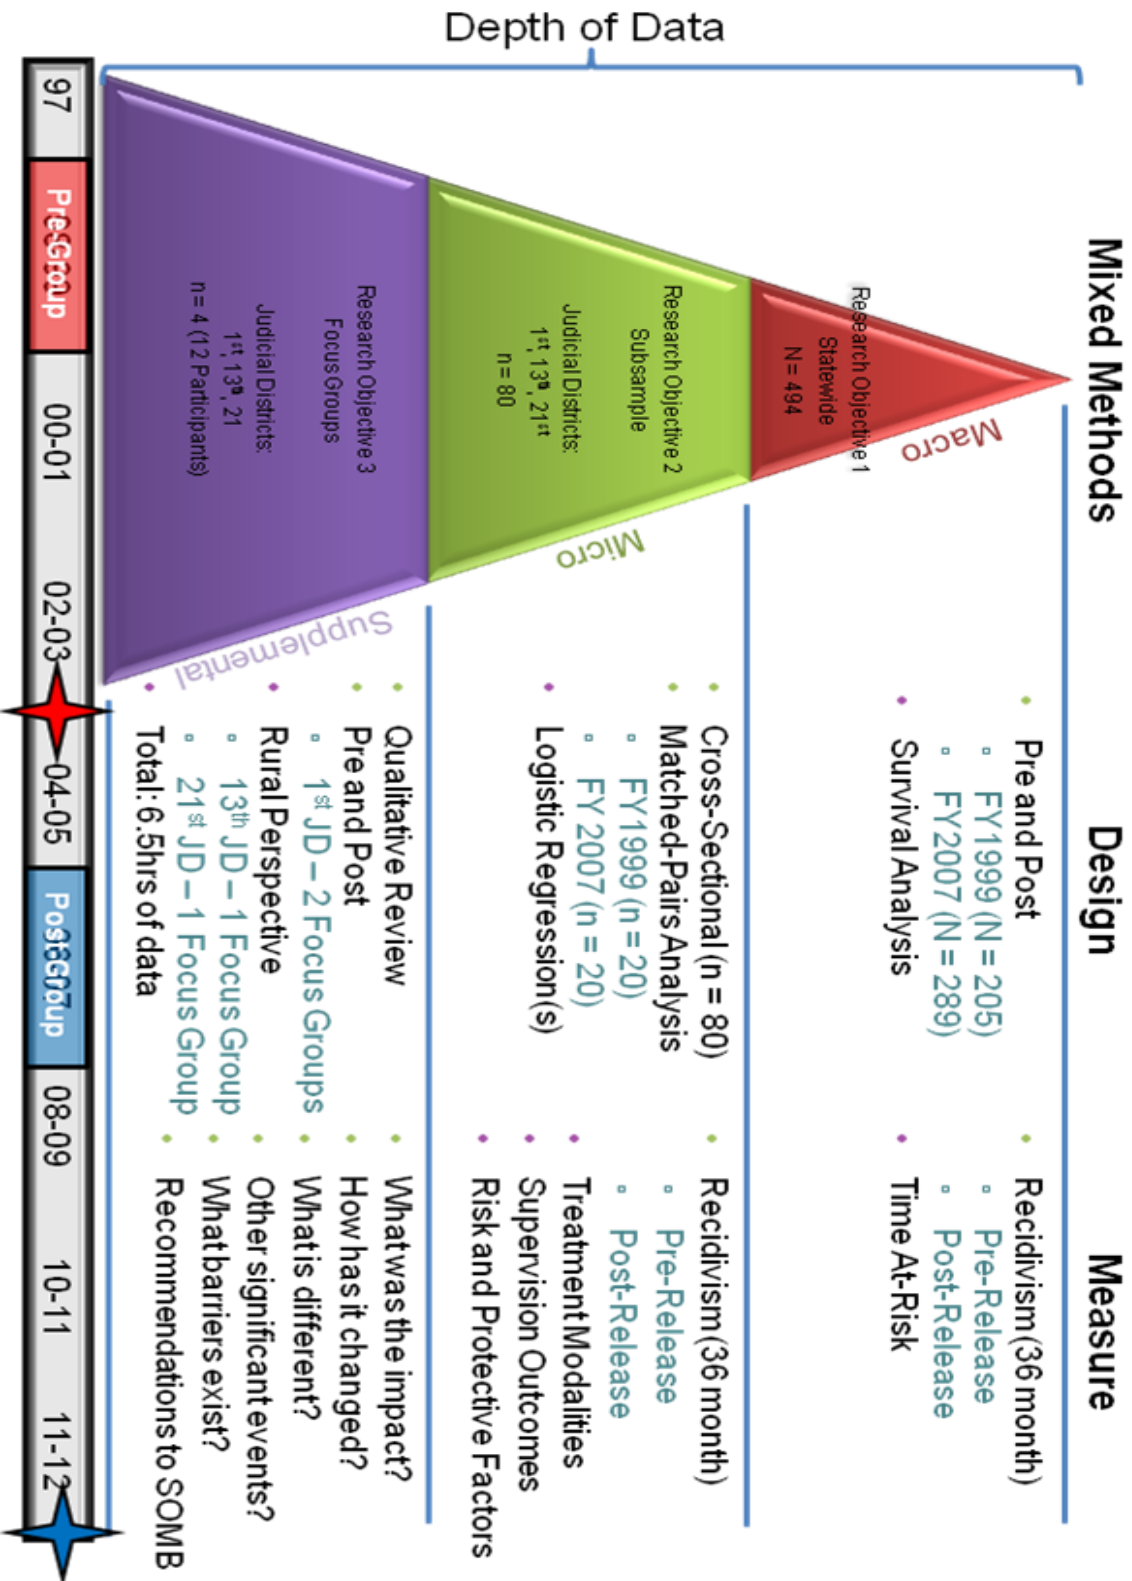 Depth of Data
Mixed Methods
Design
Measure
Research Objective 1
Statewide
N = 494
Macro
Pre and Post
FY1999 (N = 205)
FY2007 (N = 289)
Survival Analysis
Recidivism (36 month)
Pre-Release
Post-Release
Time At-Risk
Research Objective 2
Subsample
Judicial Districts:
1st, 13th, 21st
n = 80
Micro
Cross-Sectional (n = 80)
Matched-Pairs Analysis
FY1999 (n = 20)
FY 2007 (n = 20)
Logistic Regression(s)
Recidivism (36 month)
Pre-Release
Post-Release
Treatment Modalities
Supervision Outcomes
Risk and Protective Factors
Research Objective 3
Focus Groups
Judicial Districts:
1st, 13th, 21
n = 4 (12 Participants)
Supplemental
Qualitative Review
Pre and Post
1st JD – 2 Focus Groups
Rural Perspective
13th JD – 1 Focus Group
21st JD – 1 Focus Group
Total: 6.5hrs of data
What was the impact?
How has it changed?
What is different?
Other significant events?
What barriers exist?
Recommendations to SOMB
97
Pre-Group
00-01
02-03
04-05
Post-Group
08-09
10-11
11-12